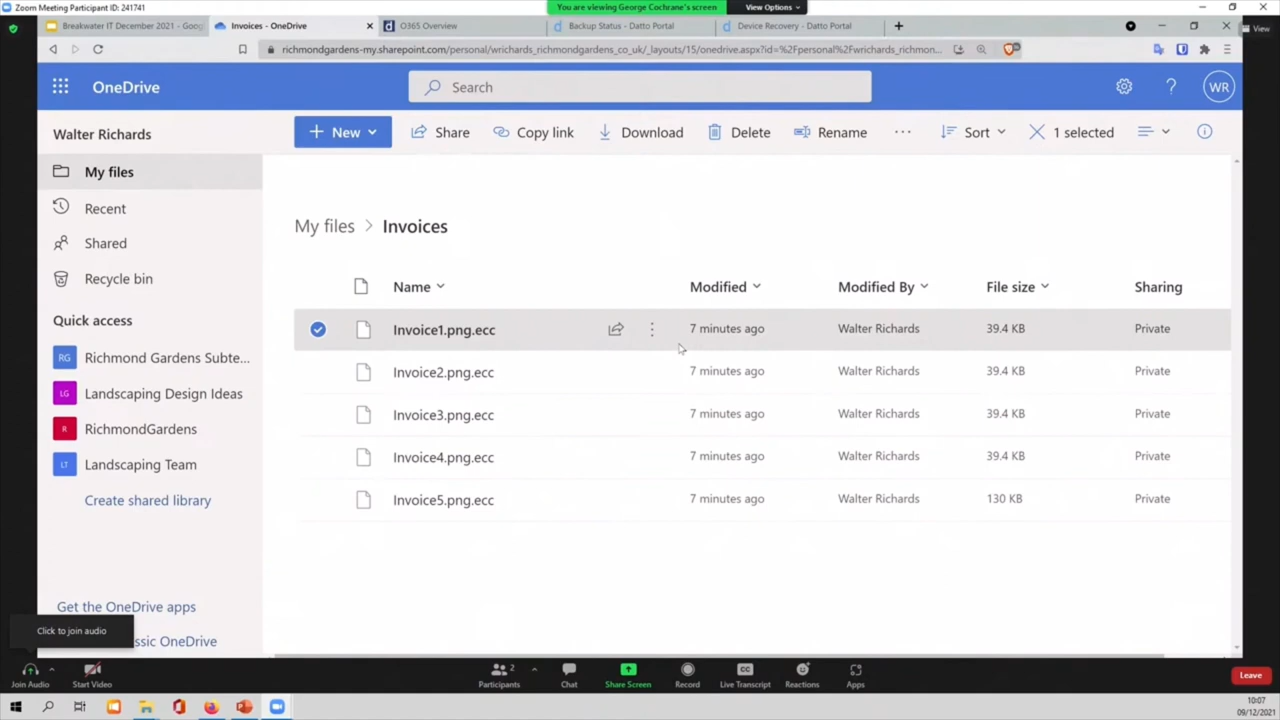 Zoom Meeting Participant ID: 241741
You are viewing George Cochrane's screen
View Options
View
Breakwater IT December 2021 - Goog
Invoices - OneDrive
O365 Overview
Backup Status - Datto Portal
Device Recovery - Datto Portal
richmondgardens-my.sharepoint.com/personal/wrichards_richmondgardens_co_uk/_layouts/15/onedrive.aspx?id=%2Fpersonal%2Fwrichards_richmon...
OneDrive
Search
WR
Walter Richards
New
Share
Copy link
Download
Delete
Rename
Sort
1 selected
My files
Recent
Shared
Recycle bin
Quick access
RG Richmond Gardens Subte...
LG Landscaping Design Ideas
R RichmondGardens
LT Landscaping Team
Create shared library
Get the OneDrive apps
ssic OneDrive
My files > Invoices
Name Modified Modified By File size Sharing
Invoice1.png.ecc 7 minutes ago Walter Richards 39.4 KB Private
Invoice2.png.ecc 7 minutes ago Walter Richards 39.4 KB Private
Invoice3.png.ecc 7 minutes ago Walter Richards 39.4 KB Private
Invoice4.png.ecc 7 minutes ago Walter Richards 39.4 KB Private
Invoice5.png.ecc 7 minutes ago Walter Richards 130 KB Private
Click to join audio
Join Audio
Start Video
Participants 2
Chat
Share Screen
Record
CC Live Transcript
Reactions
Apps
Leave
10:07
09/12/2021